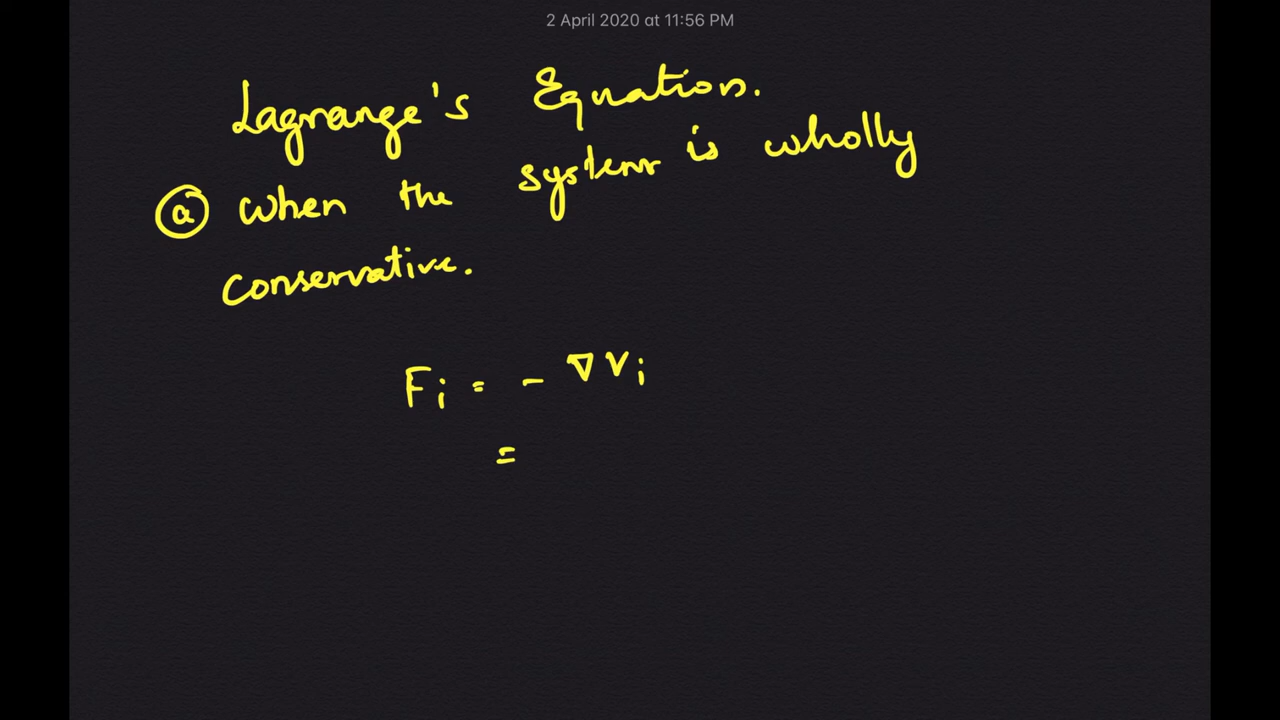 2 April 2020 at 11:56 PM
Lagrange's Equation.
ⓐ When the system is wholly
conservative.
Fᵢ = - ∇Vᵢ
=